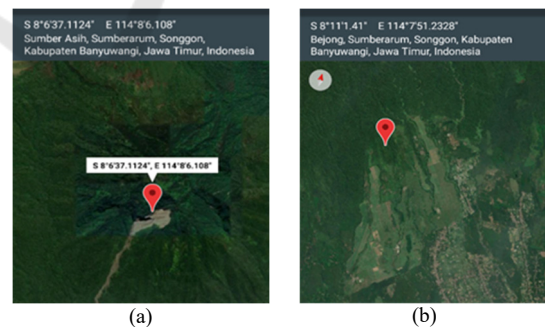 S 8°6'37.1124" E 114°8'6.108"
Sumber Asih, Sumberarum, Songgon,
Kabupaten Banyuwangi, Jawa Timur, Indonesia
S 8°6'37.1124", E 114°8'6.108"
(a)
S 8°11'1.41" E 114°7'51.2328"
Bejong, Sumberarum, Songgon, Kabupaten
Banyuwangi, Jawa Timur, Indonesia
(b)